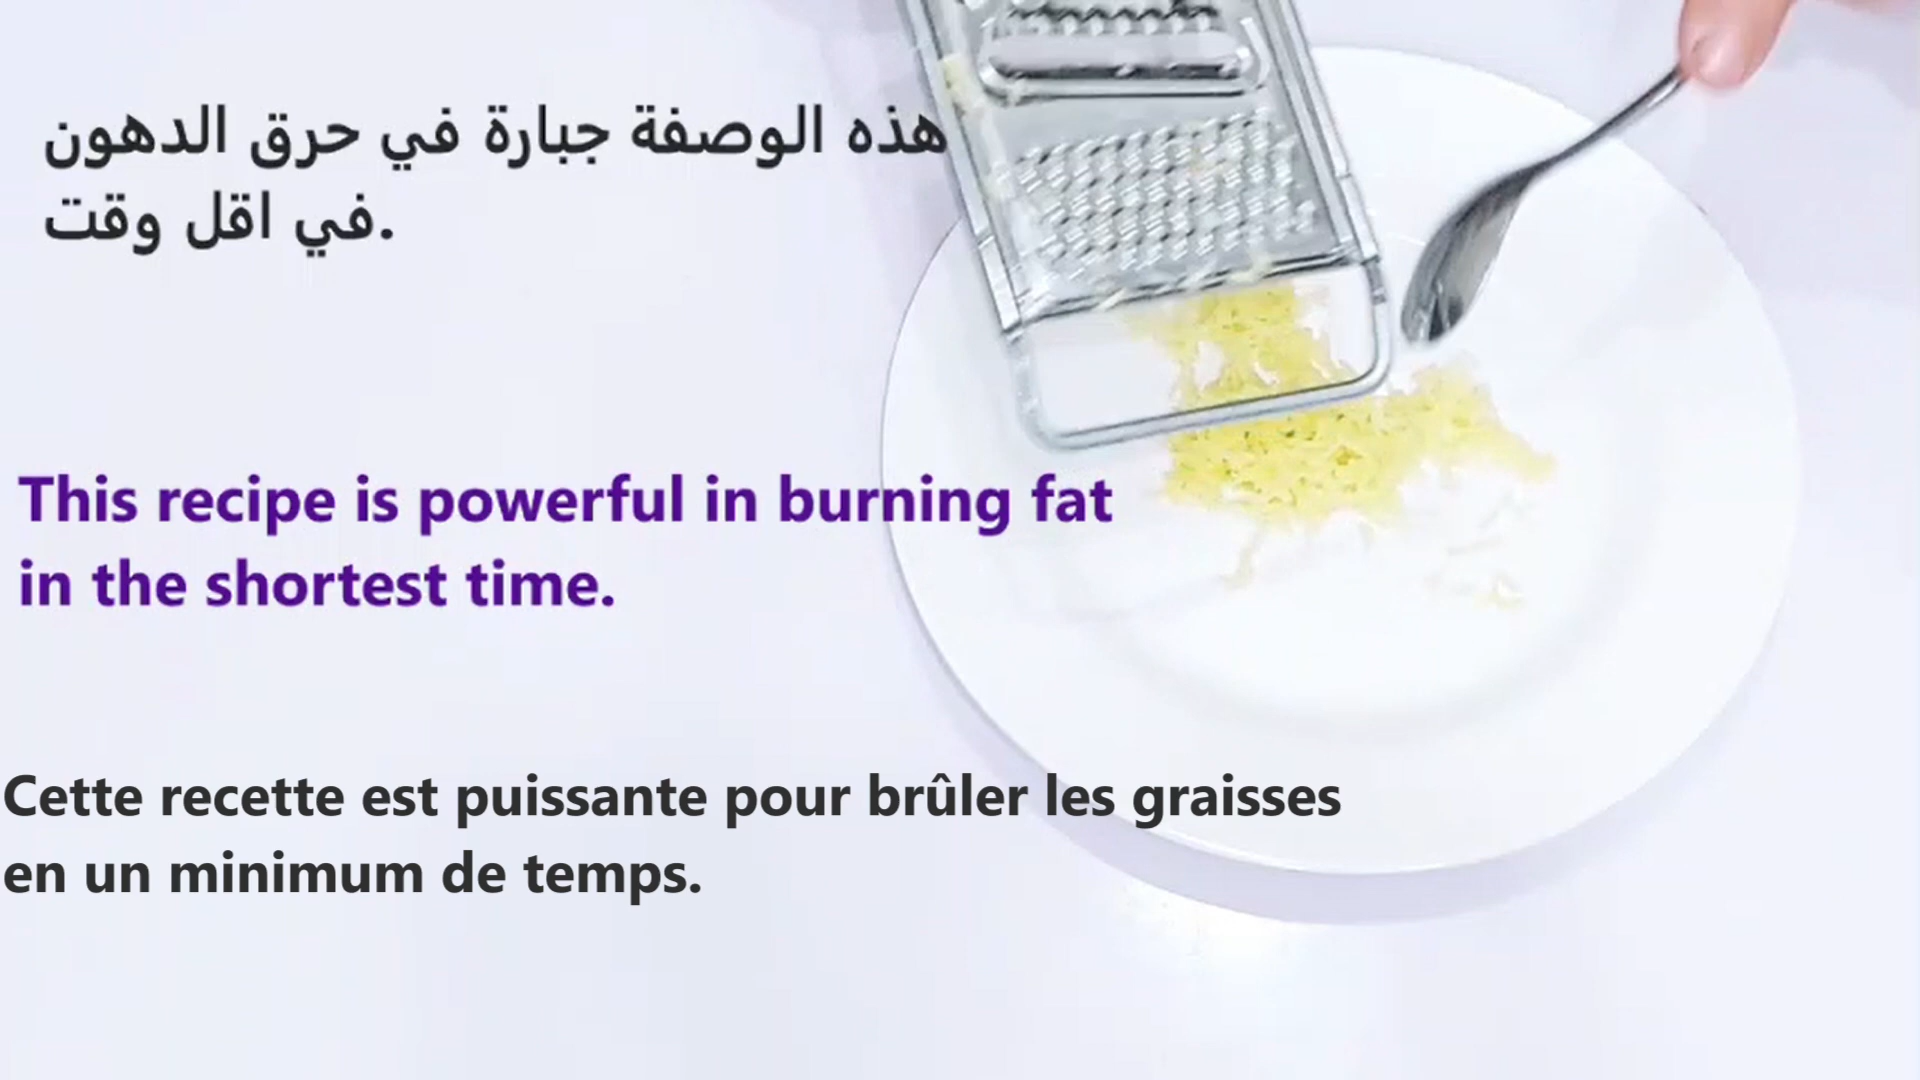 هذه الوصفة جبارة في حرق الدهون
في اقل وقت.
This recipe is powerful in burning fat
in the shortest time.
Cette recette est puissante pour brûler les graisses
en un minimum de temps.